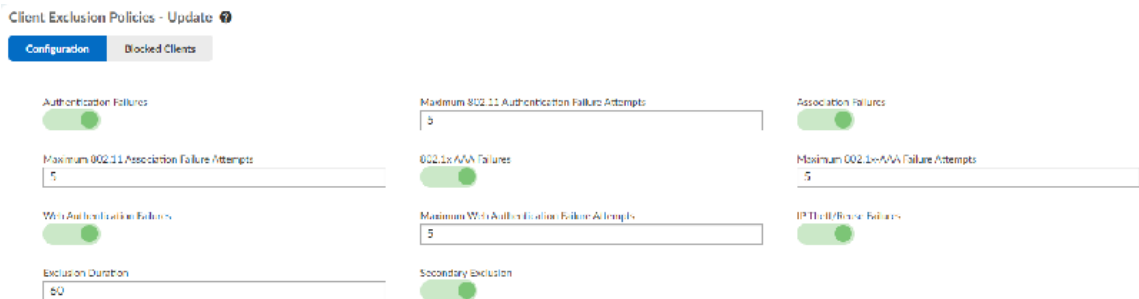 Client Exclusion Policies - Update ?
Configuration
Blocked Clients
Authentication Failures
Maximum 802.11 Authentication Failure Attempts
Association Failures
5
Maximum 802.11 Association Failure Attempts
802.1x AAA Failures
Maximum 802.1x-AAA Failure Attempts
5
5
Web Authentication Failures
Maximum Web Authentication Failure Attempts
IP Theft/Reuse Failures
5
Exclusion Duration
Secondary Exclusion
60